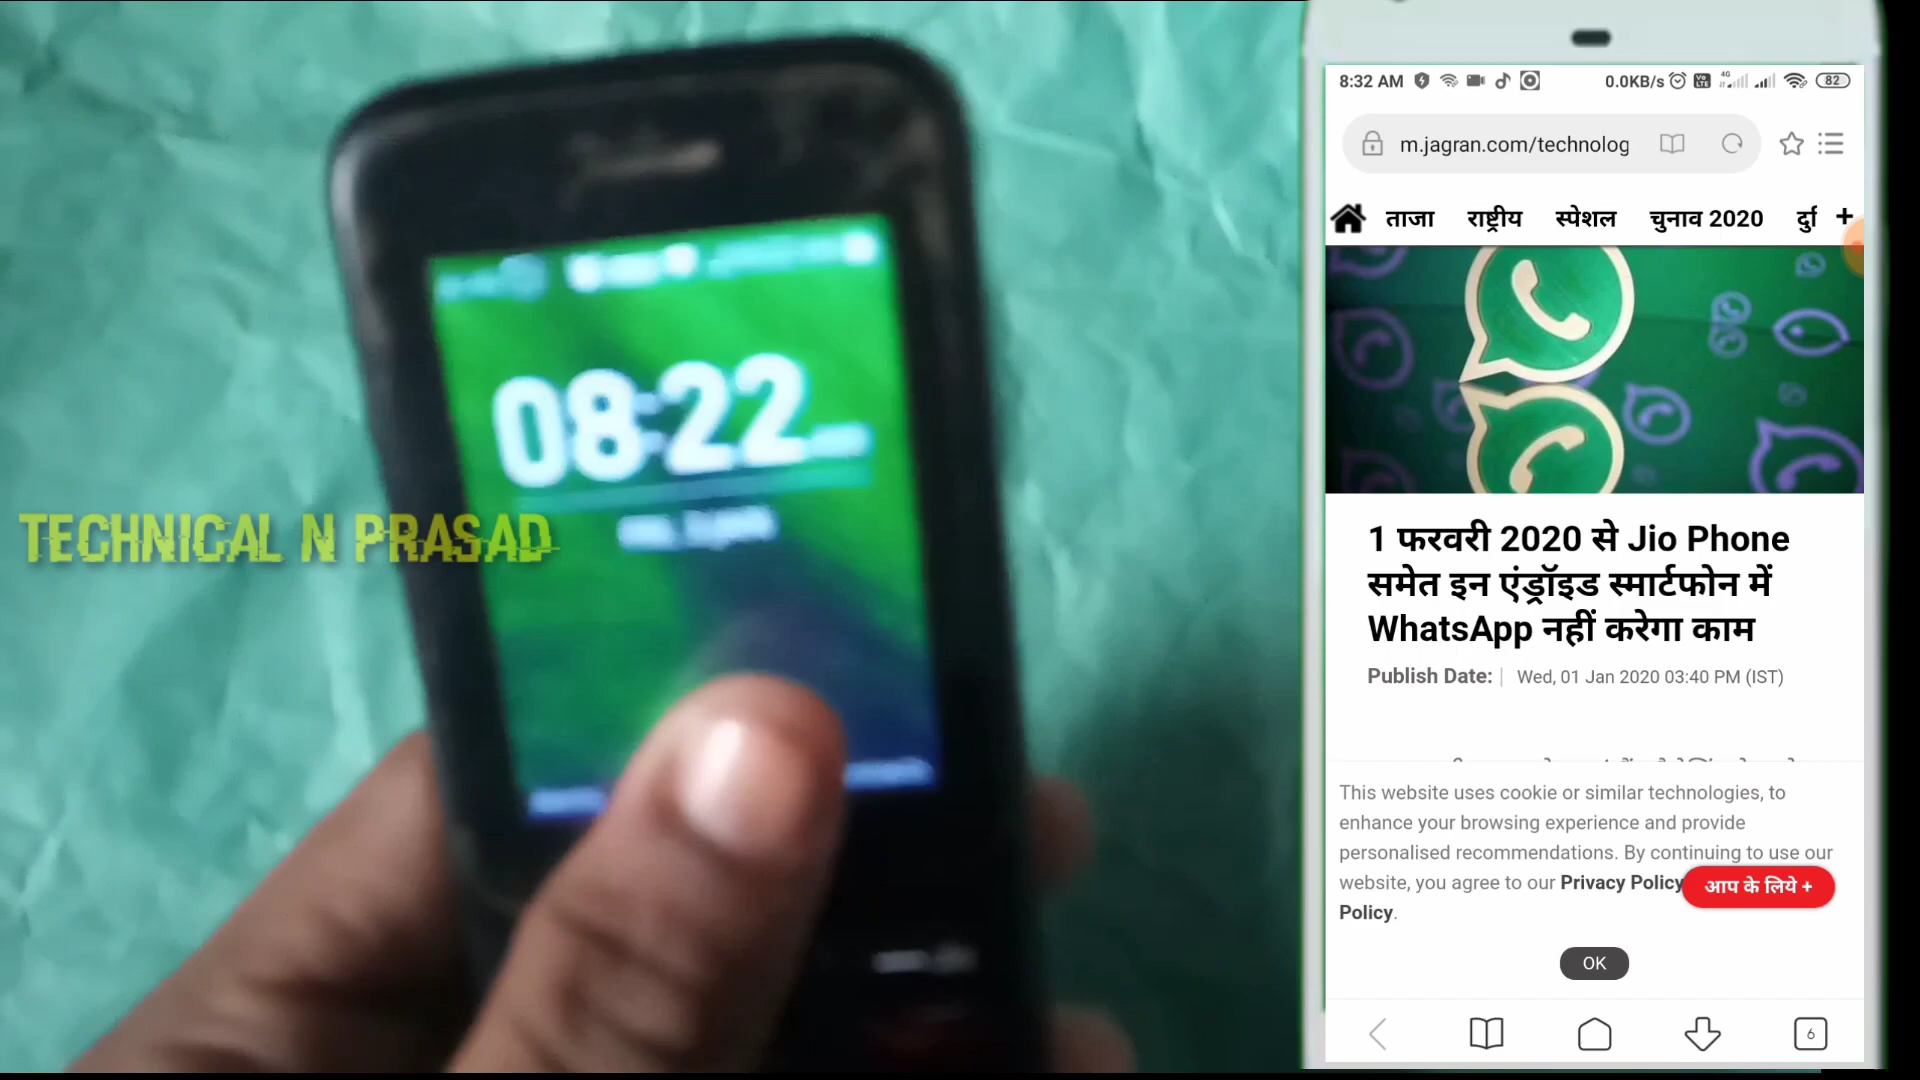 08:22
TECHNICAL N PRASAD
8:32 AM
0.0KB/s
Vo LTE
4G
82
m.jagran.com/technolog
ताजा राष्ट्रीय स्पेशल चुनाव 2020 +
1 फरवरी 2020 से Jio Phone
समेत इन एंड्रॉइड स्मार्टफोन में
WhatsApp नहीं करेगा काम
Publish Date: | Wed, 01 Jan 2020 03:40 PM (IST)
This website uses cookie or similar technologies, to
enhance your browsing experience and provide
personalised recommendations. By continuing to use our
website, you agree to our Privacy Policy
आप के लिये +
Policy.
OK
6